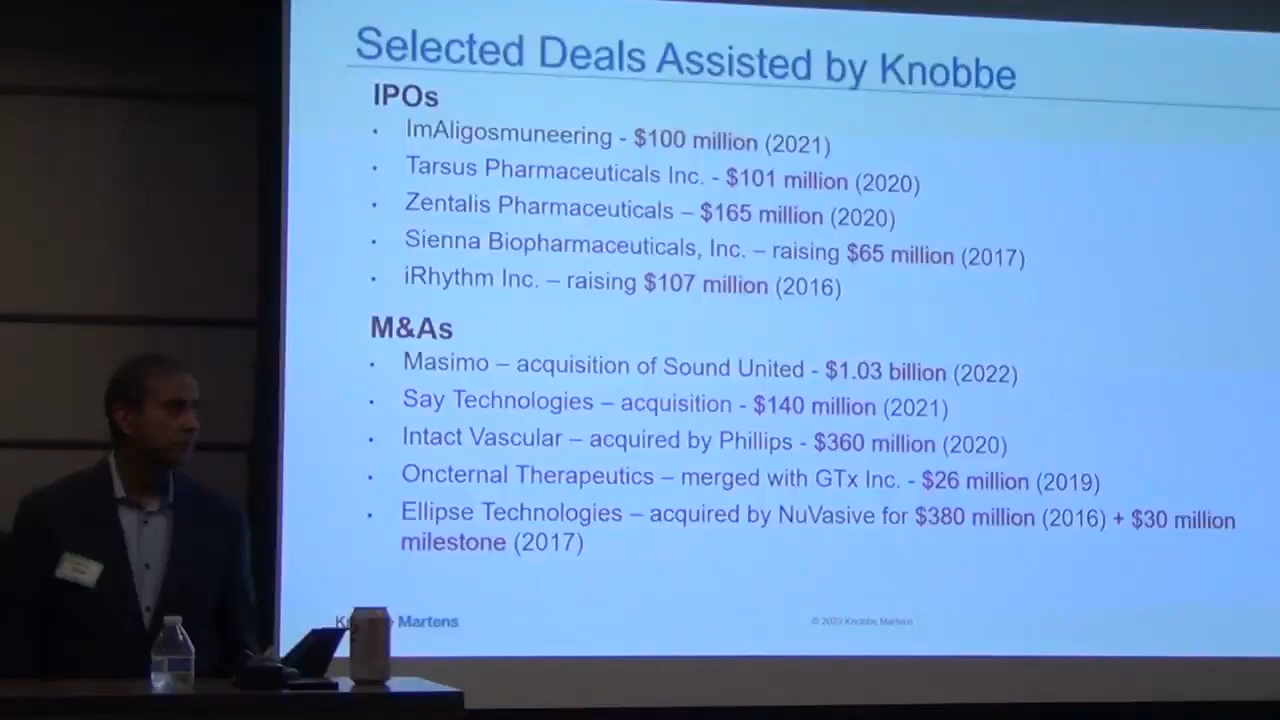 Selected Deals Assisted by Knobbe
IPOs
• ImAligosmuneering - $100 million (2021)
• Tarsus Pharmaceuticals Inc. - $101 million (2020)
• Zentalis Pharmaceuticals – $165 million (2020)
• Sienna Biopharmaceuticals, Inc. – raising $65 million (2017)
• iRhythm Inc. – raising $107 million (2016)
M&As
• Masimo – acquisition of Sound United - $1.03 billion (2022)
• Say Technologies – acquisition - $140 million (2021)
• Intact Vascular – acquired by Phillips - $360 million (2020)
• Oncternal Therapeutics – merged with GTx Inc. - $26 million (2019)
• Ellipse Technologies – acquired by NuVasive for $380 million (2016) + $30 million
milestone (2017)
Martens
© 2023 Knobbe Martens